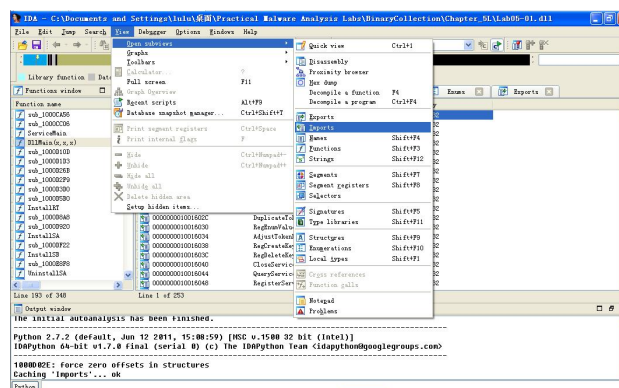 IDA - C:\Documents and Settings\lulu\桌面\Practical Malware Analysis Labs\BinaryCollection\Chapter_5L\Lab05-01.dll
File Edit Jump Search View Debugger Options Windows Help
Open subviews
Graphs
Toolbars
Calculator... ?
Full screen F11
Graph Overview
Recent scripts Alt+F9
Database snapshot manager... Ctrl+Shift+T
Print segment registers Ctrl+Space
Print internal flags F
Hide Ctrl+Numpad+-
Unhide Ctrl+Numpad++
Hide all
Unhide all
Delete hidden area
Setup hidden items...
Quick view Ctrl+1
Disassembly
Proximity browser
Hex dump
Decompile a function F4
Decompile a program Ctrl+F4
Exports
Imports
Names Shift+F4
Functions Shift+F3
Strings Shift+F12
Segments Shift+F7
Segment registers Shift+F8
Selectors
Signatures Shift+F5
Type libraries Shift+F11
Structures Shift+F9
Enumerations Shift+F10
Local types Shift+F1
Cross references
Function calls
Notepad
Problems
Library function Data
Enums Exports
Functions window
Function name
sub_1000CA56
sub_1000CC06
ServiceMain
DllMain(x,x,x)
sub_1000D10D
sub_1000D1D3
sub_1000D26B
sub_1000D2F9
sub_1000D3D0
sub_1000D5B0
InstallRT
sub_1000D8A8
sub_1000D920
InstallSA
sub_1000DF22
InstallSB
sub_1000E5F8
UninstallSA
000000001001602C DuplicateTo
0000000010016030 RegEnumValu
0000000010016034 AdjustToken
0000000010016038 RegCreateKe
000000001001603C RegDeleteKe
0000000010016040 CloseServic
0000000010016044 QueryServic
0000000010016048 RegisterSer
Line 193 of 348 Line 1 of 253
Output window
The initial autoanalysis has been finished.
Python 2.7.2 (default, Jun 12 2011, 15:08:59) [MSC v.1500 32 bit (Intel)]
IDAPython 64-bit v1.7.0 final (serial 0) (c) The IDAPython Team <idapython@googlegroups.com>
1000D02E: force zero offsets in structures
Caching 'Imports'... ok
Python